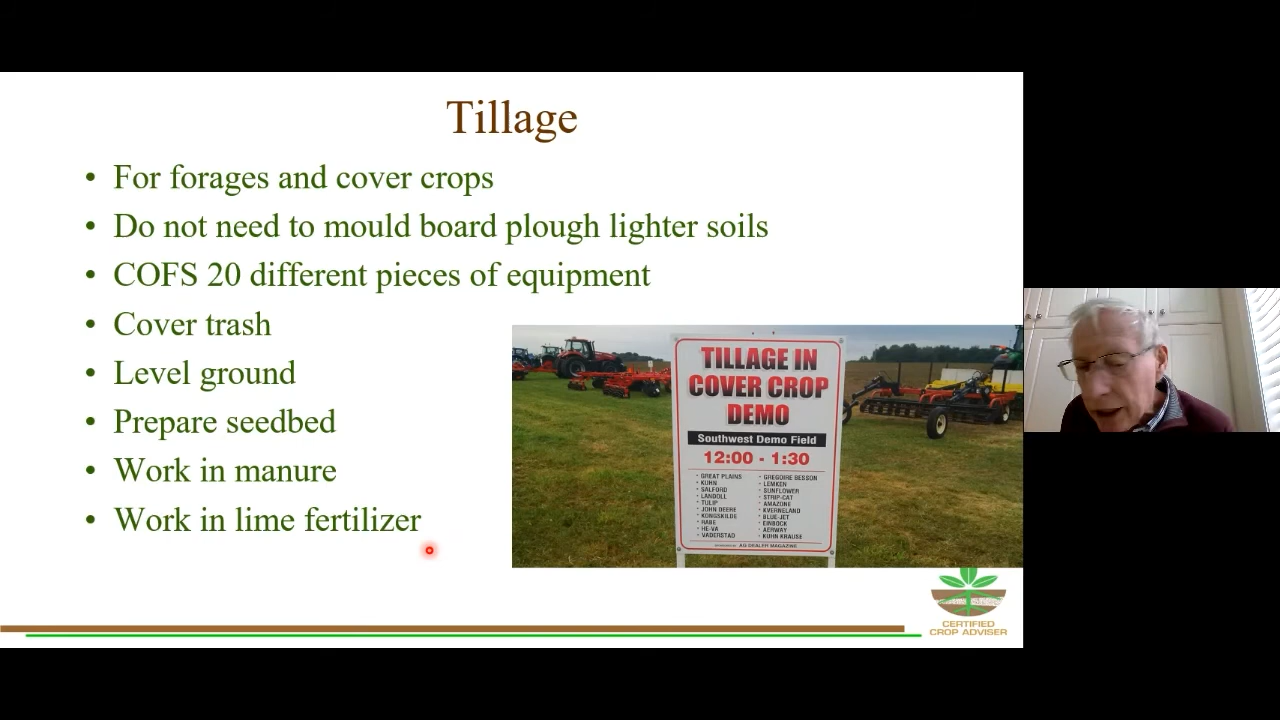 Tillage
• For forages and cover crops
• Do not need to mould board plough lighter soils
• COFS 20 different pieces of equipment
• Cover trash
• Level ground
• Prepare seedbed
• Work in manure
• Work in lime fertilizer
TILLAGE IN
COVER CROP
DEMO
Southwest Demo Field
12:00 - 1:30
• GREAT PLAINS
• KUHN
• SALFORD
• LANDOLL
• TULIP
• JOHN DEERE
• KONGSKILDE
• RABE
• HE-VA
• VADERSTAD
• GREGOIRE BESSON
• LEMKEN
• SUNFLOWER
• STRIP-CAT
• AMAZONE
• KVERNELAND
• BLUE-JET
• EINBOCK
• AERWAY
• KUHN KRAUSE
AG DEALER MAGAZINE
CERTIFIED
CROP ADVISER